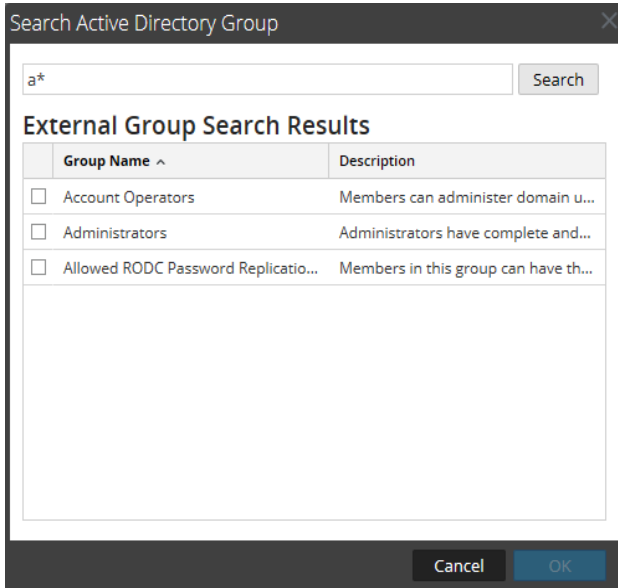 Search Active Directory Group
a*
Search
External Group Search Results
Group Name Description
Account Operators Members can administer domain u...
Administrators Administrators have complete and...
Allowed RODC Password Replicatio... Members in this group can have th...
Cancel OK